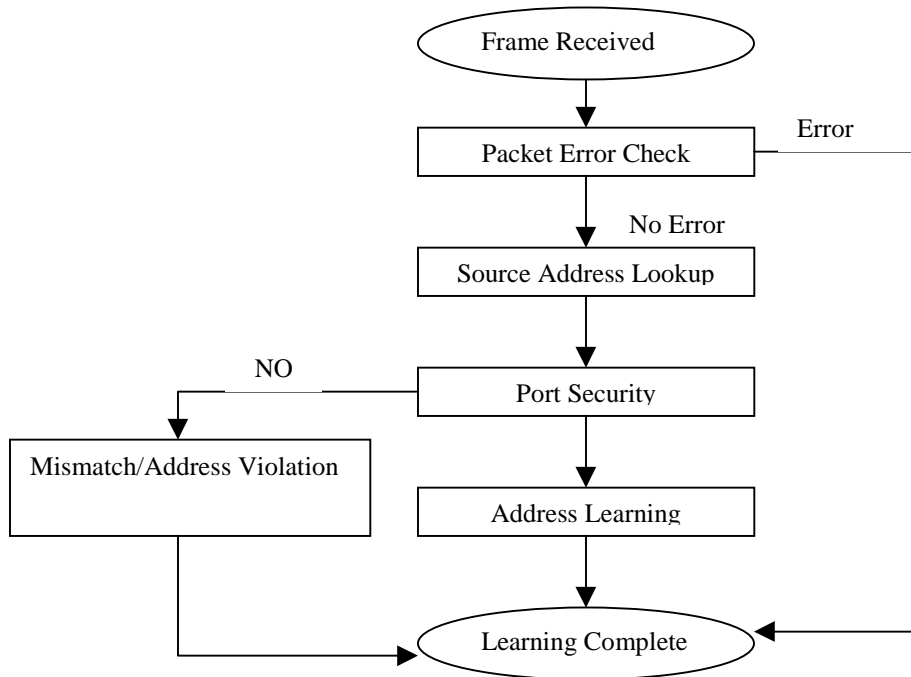 Frame Received
Error
Packet Error Check
No Error
Source Address Lookup
NO
Port Security
Mismatch/Address Violation
Address Learning
Learning Complete